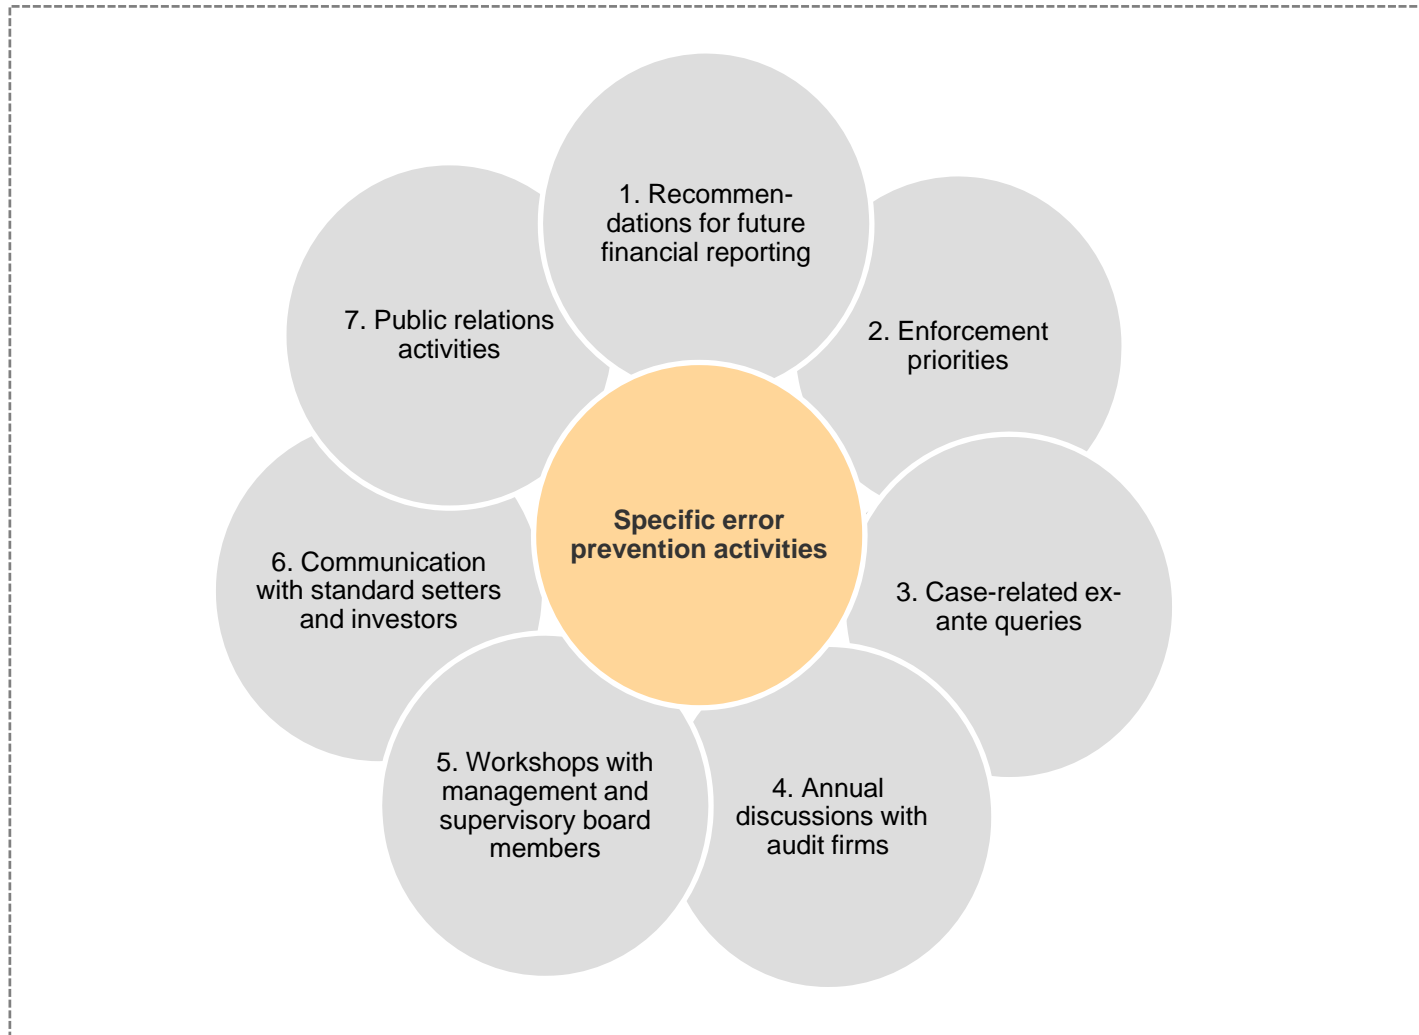 1. Recommen-
dations for future
financial reporting
2. Enforcement
priorities
3. Case-related ex-
ante queries
4. Annual
discussions with
audit firms
5. Workshops with
management and
supervisory board
members
6. Communication
with standard setters
and investors
7. Public relations
activities
Specific error
prevention activities